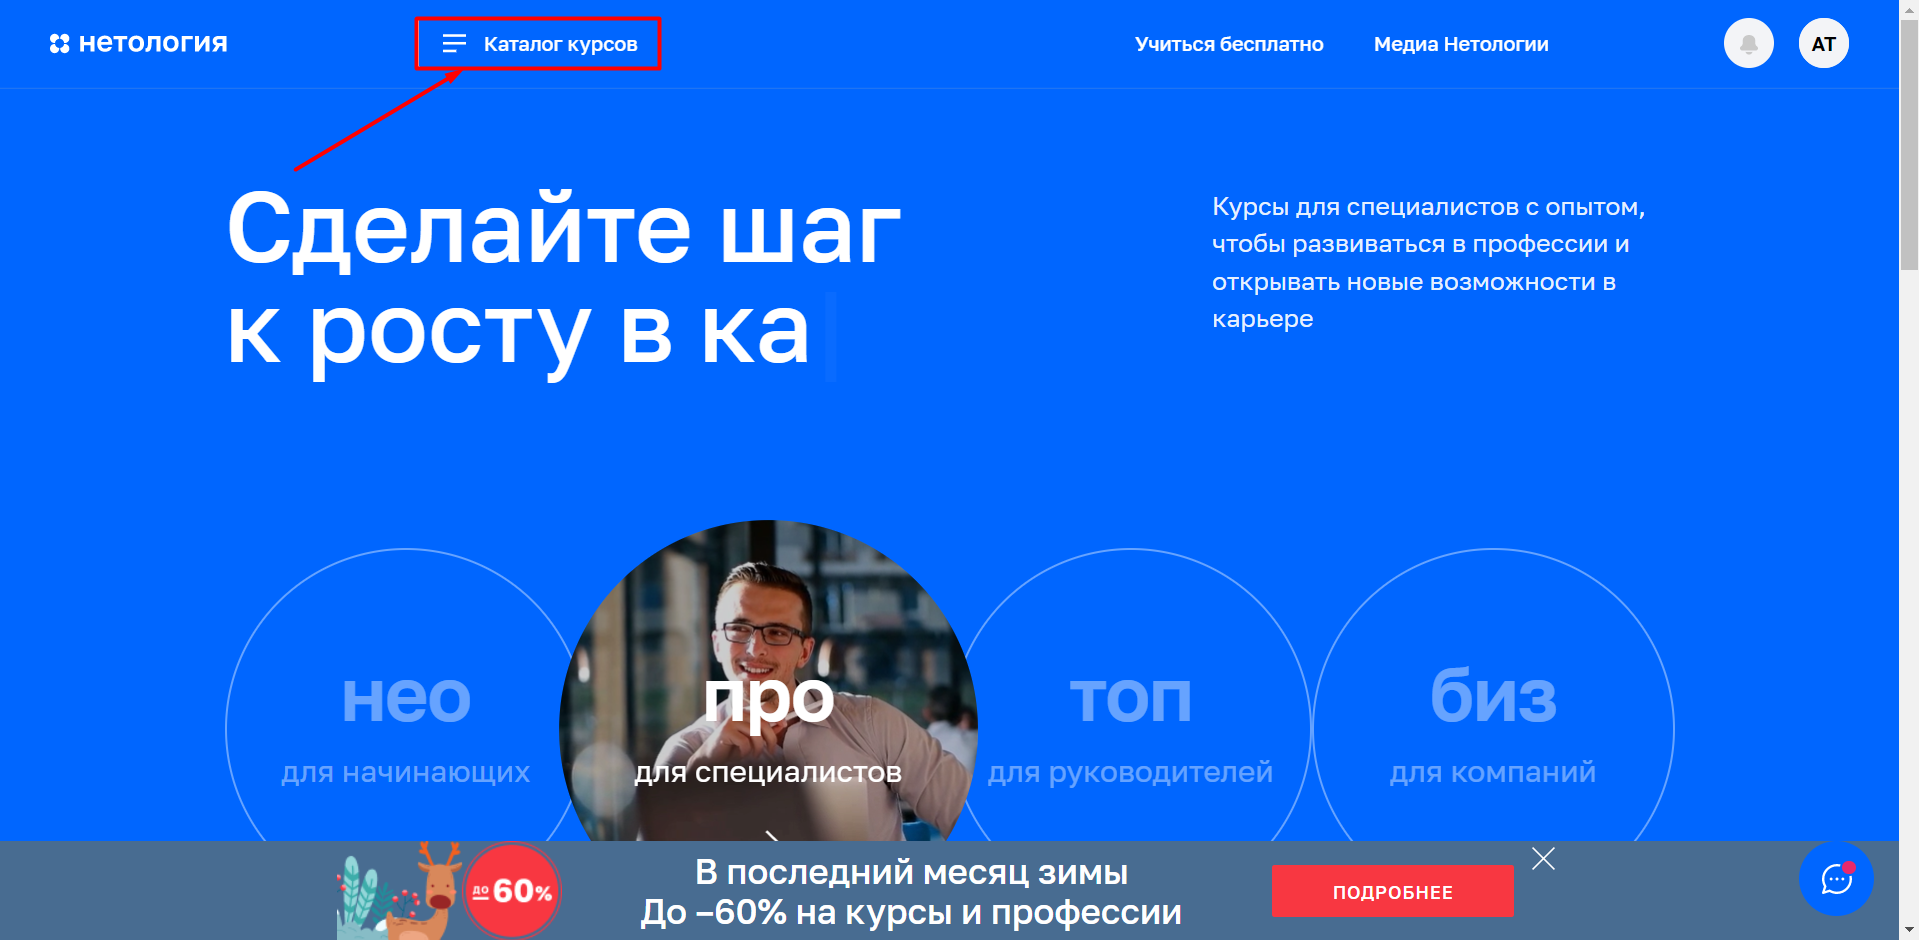 нетология
Каталог курсов
Учиться бесплатно
Медиа Нетологии
АТ
Сделайте шаг
к росту в ка
Курсы для специалистов с опытом,
чтобы развиваться в профессии и
открывать новые возможности в
карьере
нео
для начинающих
про
для специалистов
топ
для руководителей
биз
для компаний
до 60%
В последний месяц зимы
До –60% на курсы и профессии
ПОДРОБНЕЕ